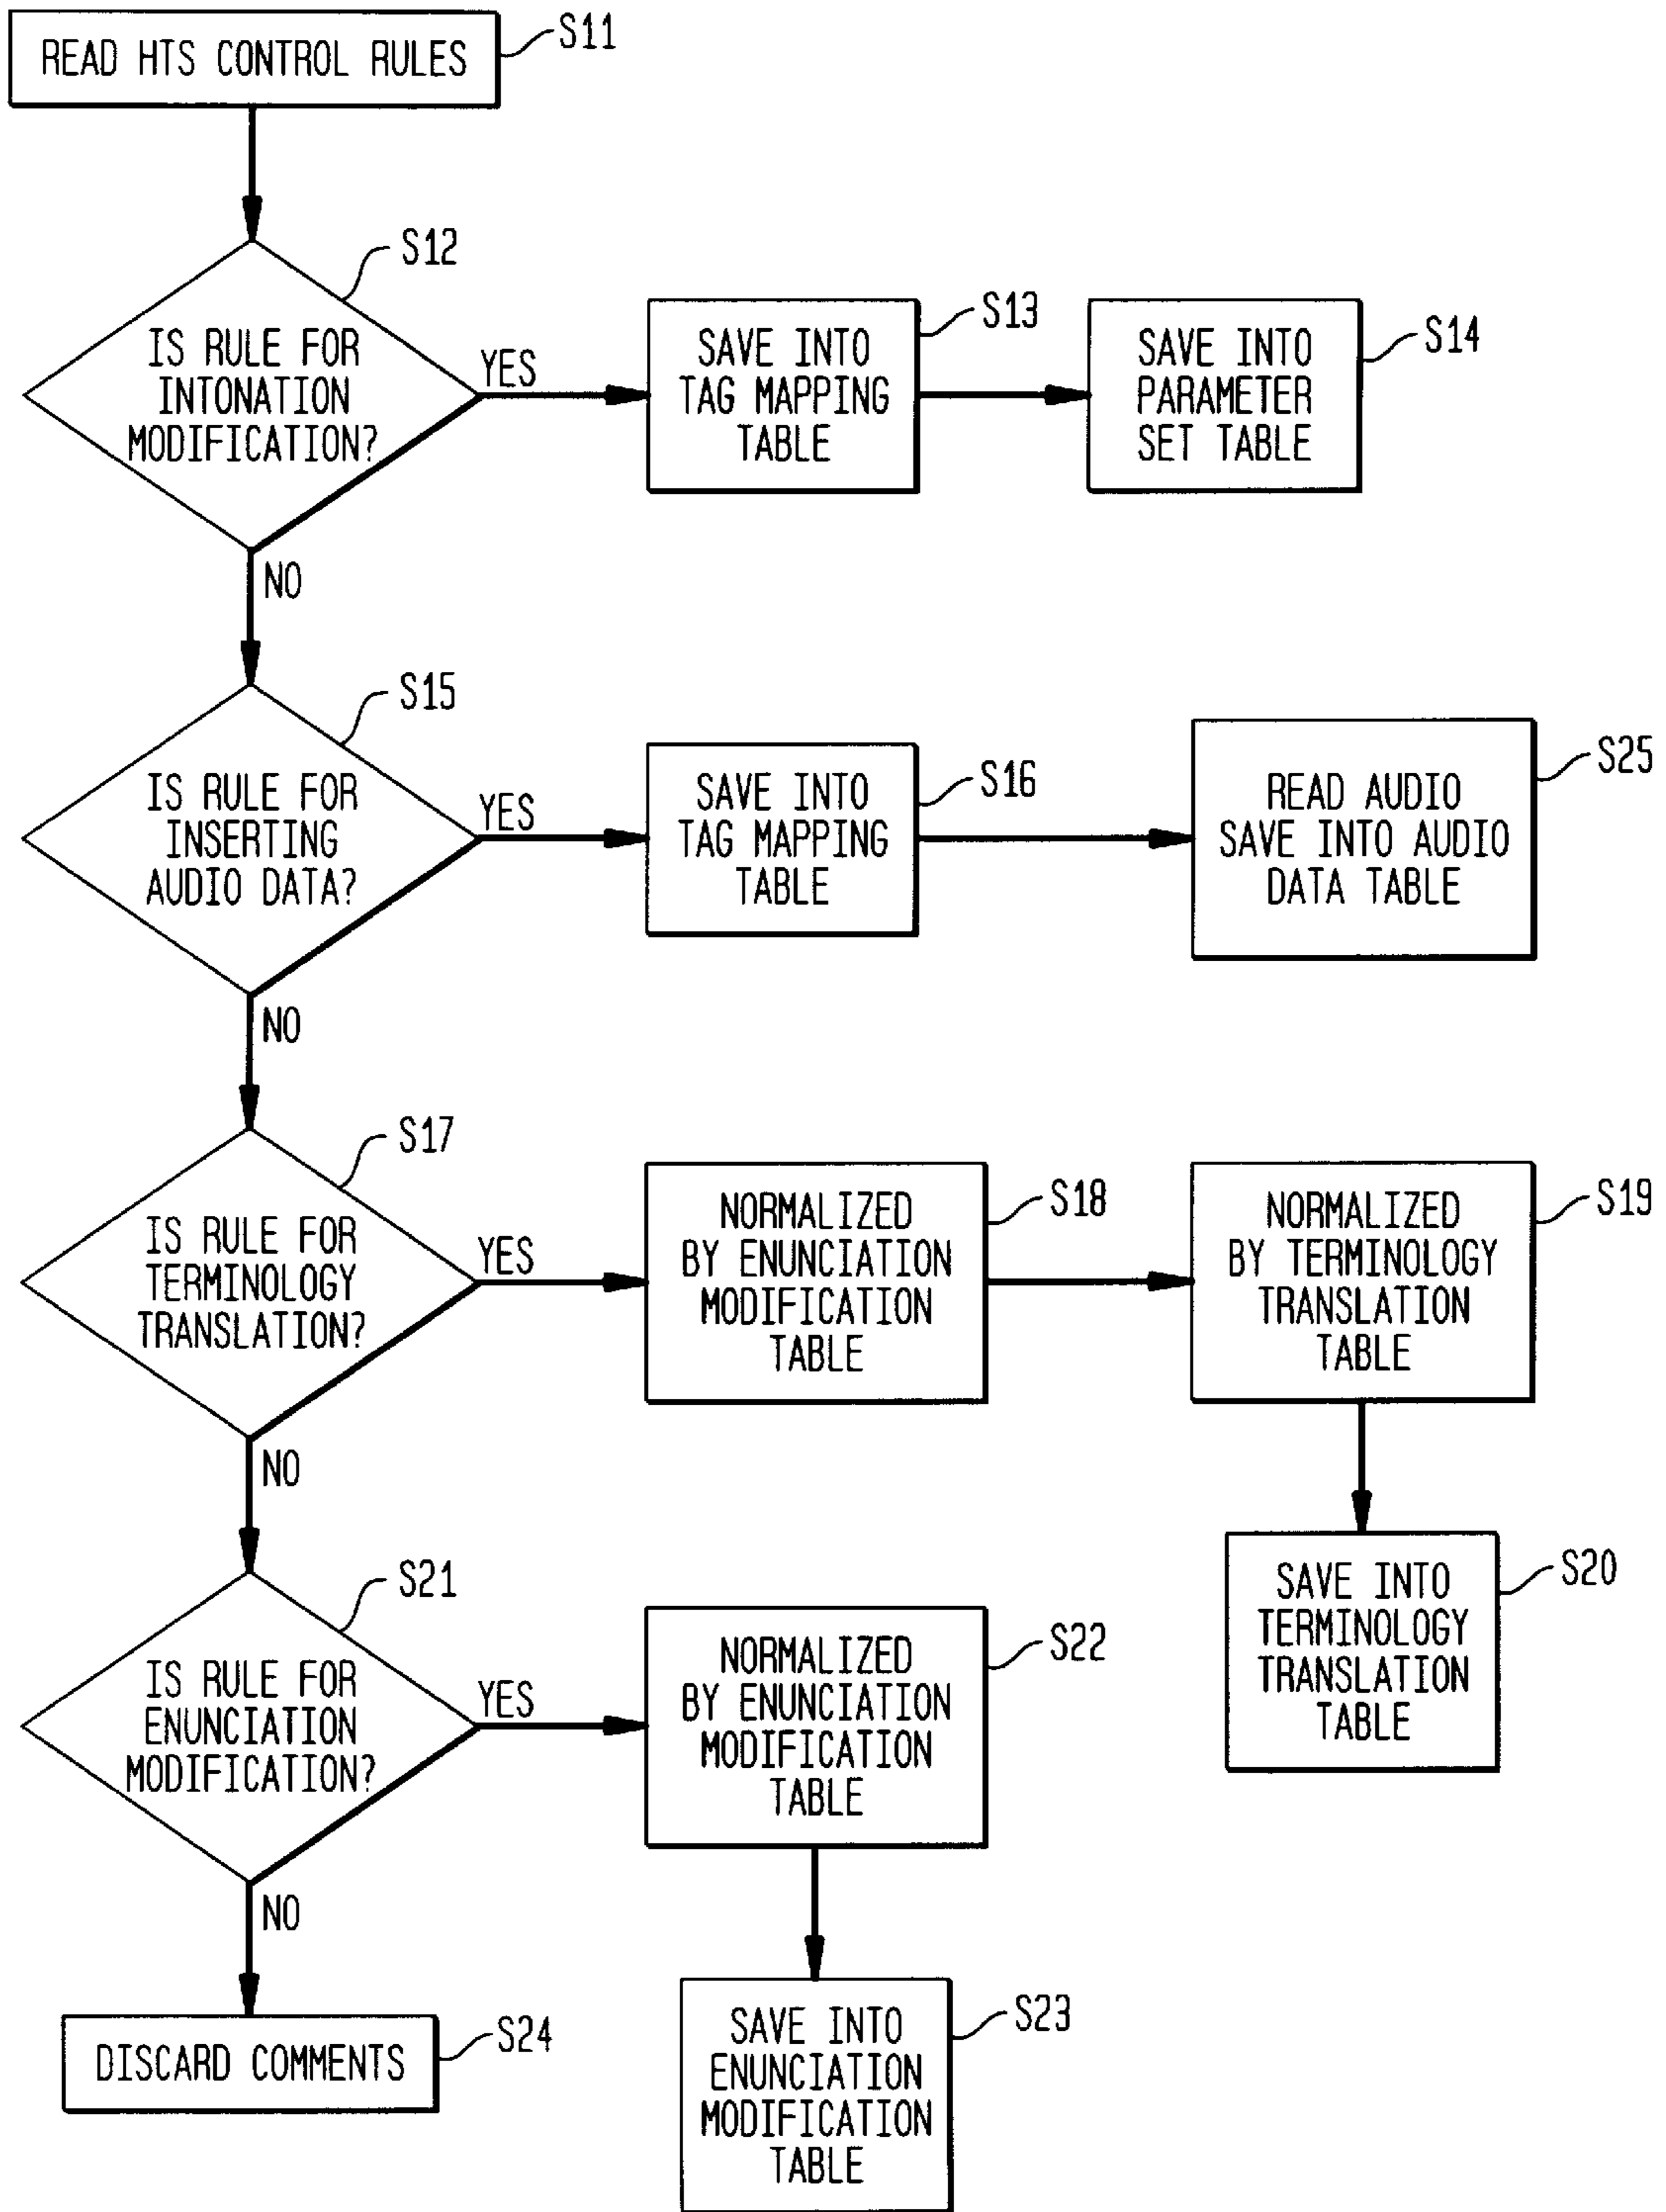 READ HTS CONTROL RULES
S11
S12
IS RULE FOR
INTONATION
MODIFICATION?
YES
NO
SAVE INTO
TAG MAPPING
TABLE
S13
SAVE INTO
PARAMETER
SET TABLE
S14
S15
IS RULE FOR
INSERTING
AUDIO DATA?
YES
NO
SAVE INTO
TAG MAPPING
TABLE
S16
READ AUDIO
SAVE INTO AUDIO
DATA TABLE
S25
S17
IS RULE FOR
TERMINOLOGY
TRANSLATION?
YES
NO
NORMALIZED
BY ENUNCIATION
MODIFICATION
TABLE
S18
NORMALIZED
BY TERMINOLOGY
TRANSLATION
TABLE
S19
SAVE INTO
TERMINOLOGY
TRANSLATION
TABLE
S20
S21
IS RULE FOR
ENUNCIATION
MODIFICATION?
YES
NO
NORMALIZED
BY ENUNCIATION
MODIFICATION
TABLE
S22
SAVE INTO
ENUNCIATION
MODIFICATION
TABLE
S23
DISCARD COMMENTS
S24